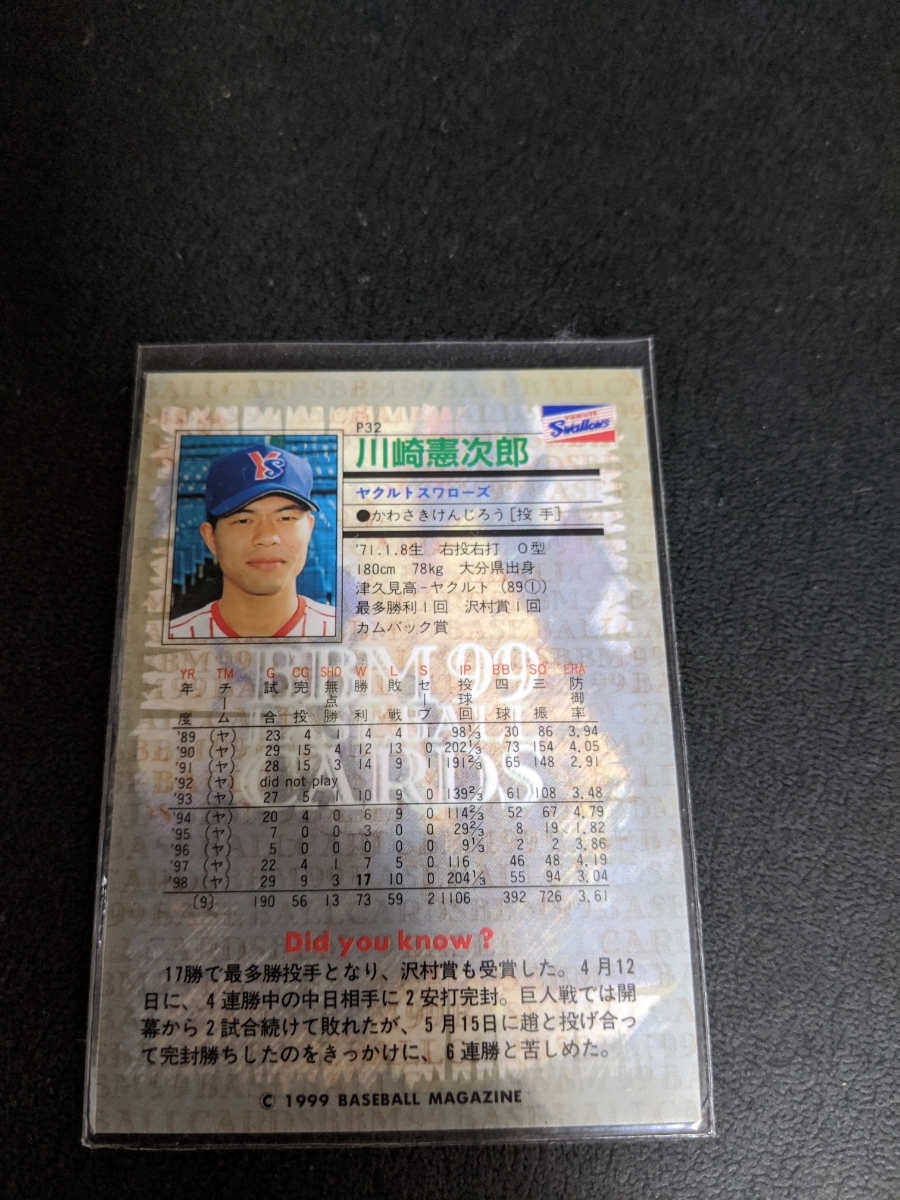 P32
YAKULT
Swallows
川崎憲次郎
ヤクルトスワローズ
●かわさきけんじろう[投手]
'71.1.8生 右投右打 O型
180cm 78kg 大分県出身
津久見高-ヤクルト (89①)
最多勝利1回 沢村賞1回
カムバック賞
YS
BBM 99
BASEBALL
CARDS
YR TM G CG SHO W L S IP BB SO ERA
年度 チーム 試合 完投 無点勝 勝利 敗戦 セーブ 投球回 四球 三振 防御率
'89 (ヤ) 23 4 1 4 4 98⅓ 30 86 3.94
'90 (ヤ) 29 15 4 12 13 0 202⅓ 73 154 4.05
'91 (ヤ) 28 15 3 14 9 1 191⅔ 65 148 2.91
'92 (ヤ) did not play
'93 (ヤ) 27 5 1 10 9 0 139⅔ 61 108 3.48
'94 (ヤ) 20 4 0 6 9 0 114⅔ 52 67 4.79
'95 (ヤ) 7 0 0 3 0 0 29⅔ 8 19 1.82
'96 (ヤ) 5 0 0 0 0 0 9⅓ 2 2 3.86
'97 (ヤ) 22 4 1 7 5 0 116 46 48 4.19
'98 (ヤ) 29 9 3 17 10 0 204⅓ 55 94 3.04
[9] 190 56 13 73 59 2 1106 392 726 3.61
Did you know?
17勝で最多勝投手となり、沢村賞も受賞した。4月12
日に、4連勝中の中日相手に2安打完封。巨人戦では開
幕から2試合続けて敗れたが、5月15日に趙と投げ合っ
て完封勝ちしたのをきっかけに、6連勝と苦しめた。
© 1999 BASEBALL MAGAZINE